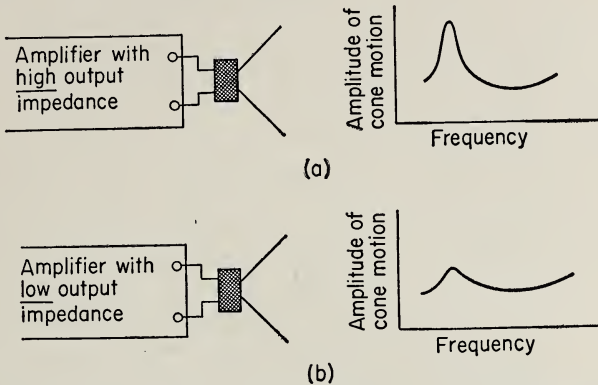 Amplifier with
high output
impedance
Amplitude of
cone motion
Frequency
(a)
Amplifier with
low output
impedance
Amplitude of
cone motion
Frequency
(b)